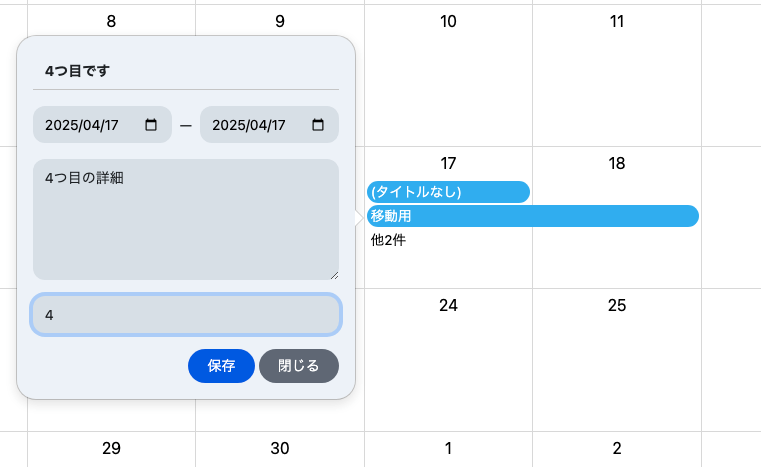 8 9 10 11
4つ目です
2025/04/17 — 2025/04/17
4つ目の詳細
4
保存 閉じる
17 18
(タイトルなし)
移動用
他2件
24 25
29 30 1 2